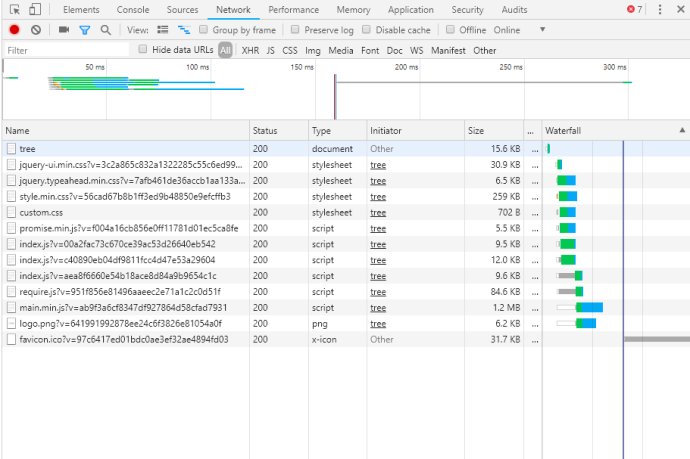 Elements Console Sources Network Performance Memory Application Security Audits 7
View: Group by frame Preserve log Disable cache Offline Online
Filter Hide data URLs All XHR JS CSS Img Media Font Doc WS Manifest Other
50 ms 100 ms 150 ms 200 ms 250 ms 300 ms
Name Status Type Initiator Size ... Waterfall
tree 200 document Other 15.6 KB ...
jquery-ui.min.css?v=3c2a865c832a1322285c55c6ed99... 200 stylesheet tree 30.9 KB ...
jquery.typeahead.min.css?v=7afb461de36accb1aa133a... 200 stylesheet tree 6.5 KB ...
style.min.css?v=56cad67b8b1ff3ed9b48850e9efcffb3 200 stylesheet tree 259 KB ...
custom.css 200 stylesheet tree 702 B ...
promise.min.js?v=f004a16cb856e0ff11781d01ec5ca8fe 200 script tree 5.5 KB ...
index.js?v=00a2fac73c670ce39ac53d26640eb542 200 script tree 9.5 KB ...
index.js?v=c40890eb04df9811fcc4d47e53a29604 200 script tree 12.0 KB ...
index.js?v=aea8f6660e54b18ace8d84a9b9654c1c 200 script tree 9.6 KB ...
require.js?v=951f856e81496aaeec2e71a1c2c0d51f 200 script tree 84.6 KB ...
main.min.js?v=ab9f3a6cf8347df927864d58cfad7931 200 script tree 1.2 MB ...
logo.png?v=641991992878ee24c6f3826e81054a0f 200 png tree 6.2 KB ...
favicon.ico?v=97c6417ed01bdc0ae3ef32ae4894fd03 200 x-icon Other 31.7 KB ...